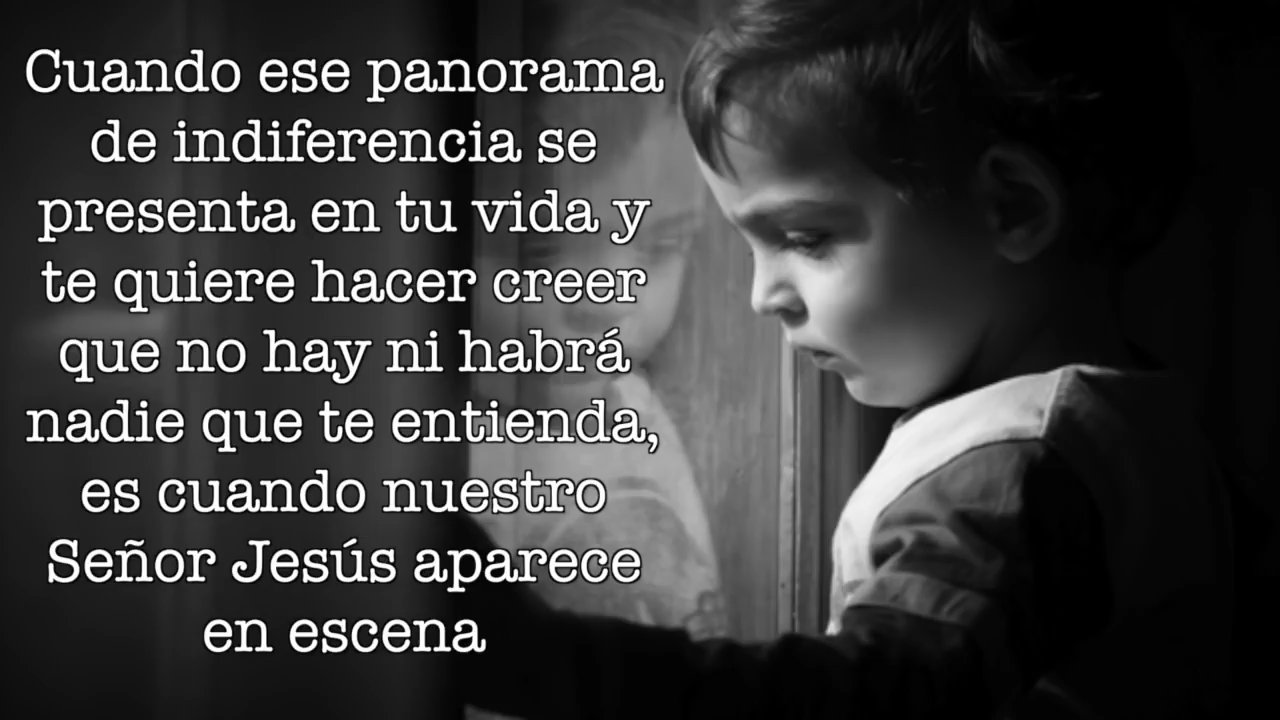 Cuando ese panorama
de indiferencia se
presenta en tu vida y
te quiere hacer creer
que no hay ni habrá
nadie que te entienda,
es cuando nuestro
Señor Jesús aparece
en escena